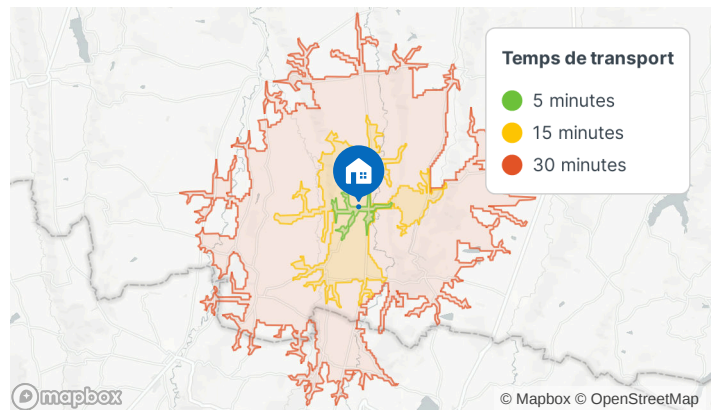 Temps de transport
5 minutes
15 minutes
30 minutes
mapbox
© Mapbox © OpenStreetMap